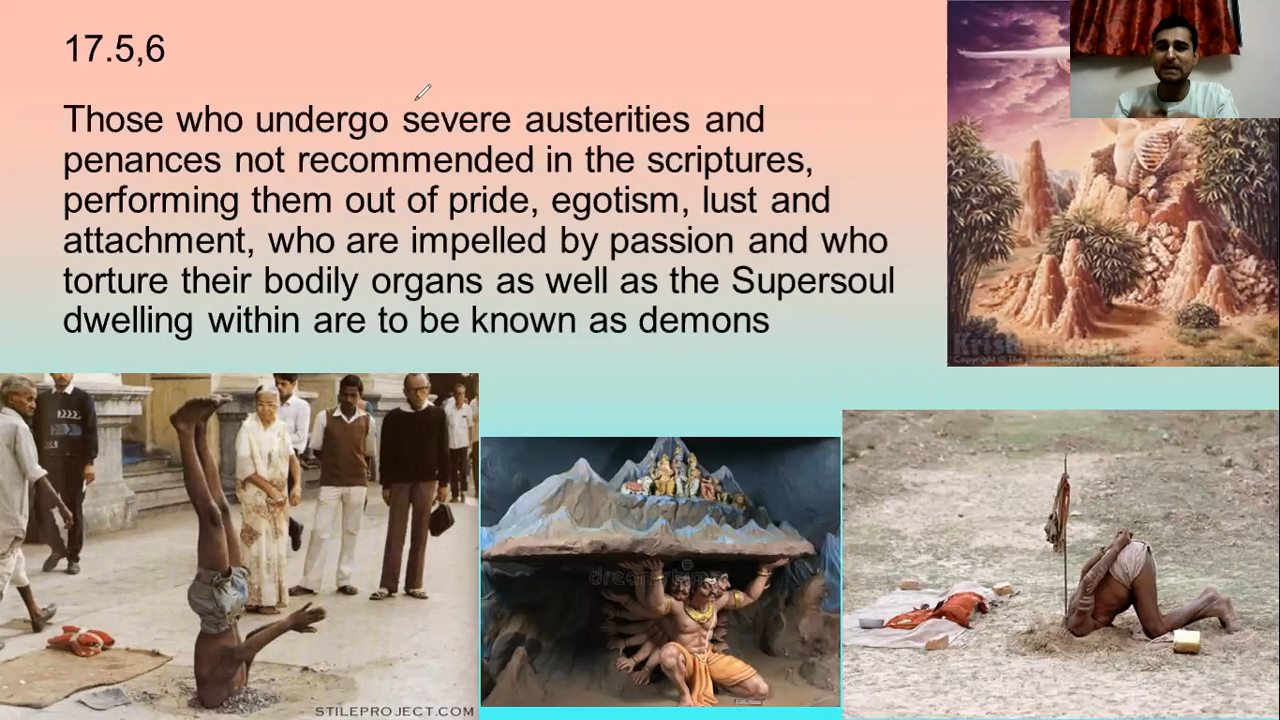 17.5,6
Those who undergo severe austerities and
penances not recommended in the scriptures,
performing them out of pride, egotism, lust and
attachment, who are impelled by passion and who
torture their bodily organs as well as the Supersoul
dwelling within are to be known as demons
STILEPROJECT.COM